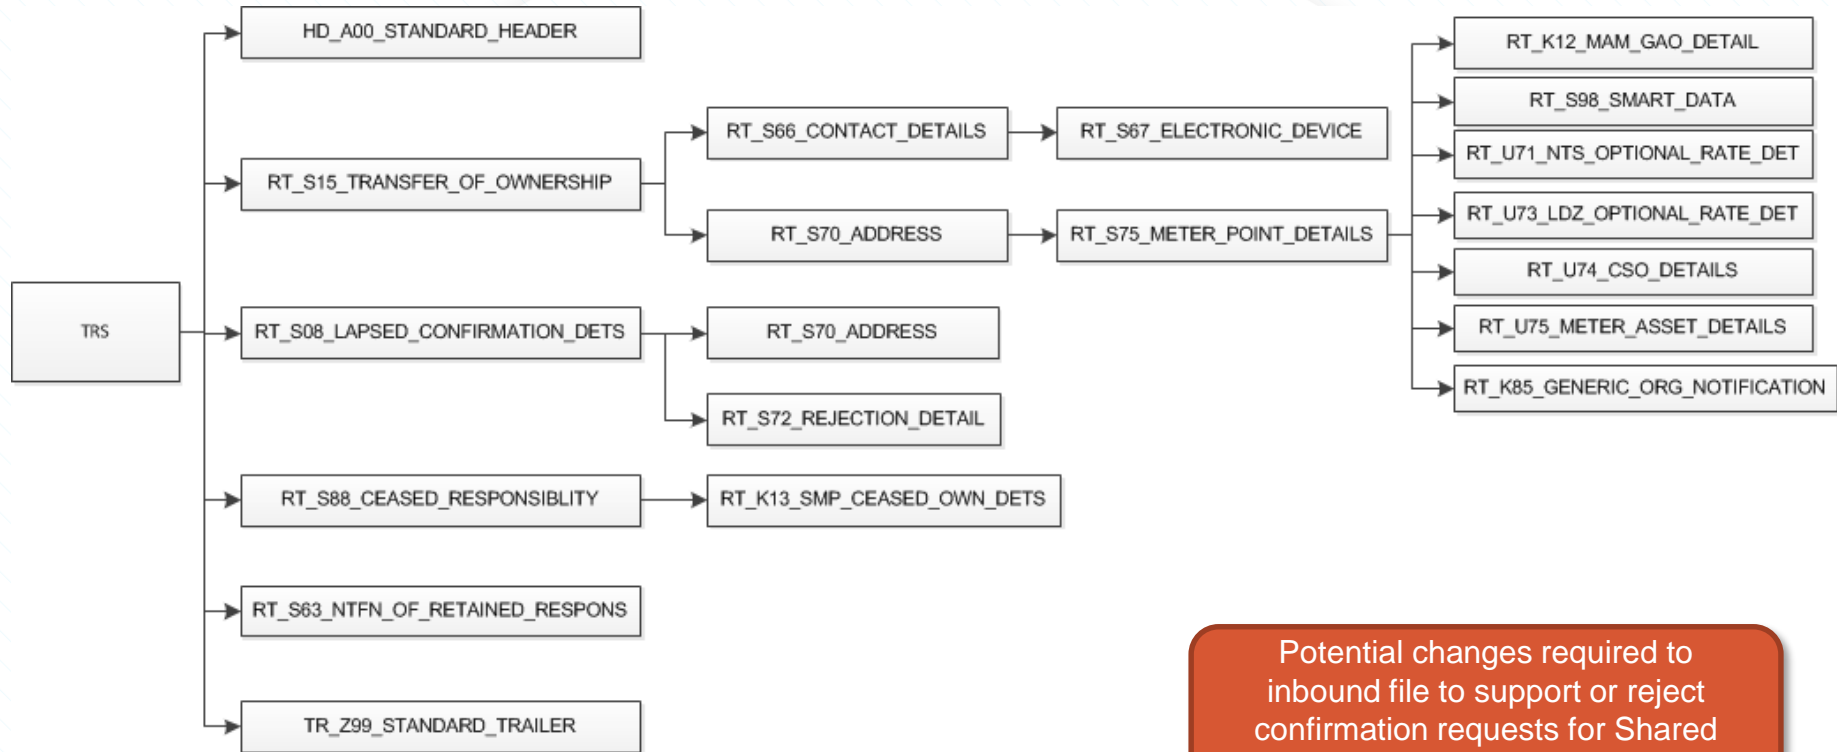 HD_A00_STANDARD_HEADER
RT_K12_MAM_GAO_DETAIL
RT_S98_SMART_DATA
RT_S66_CONTACT_DETAILS
RT_S67_ELECTRONIC_DEVICE
RT_U71_NTS_OPTIONAL_RATE_DET
RT_S15_TRANSFER_OF_OWNERSHIP
RT_U73_LDZ_OPTIONAL_RATE_DET
RT_S70_ADDRESS
RT_S75_METER_POINT_DETAILS
RT_U74_CSO_DETAILS
TRS
RT_S08_LAPSED_CONFIRMATION_DETS
RT_S70_ADDRESS
RT_U75_METER_ASSET_DETAILS
RT_K85_GENERIC_ORG_NOTIFICATION
RT_S72_REJECTION_DETAIL
RT_S88_CEASED_RESPONSIBLITY
RT_K13_SMP_CEASED_OWN_DETS
RT_S63_NTFN_OF_RETAINED_RESPONS
TR_Z99_STANDARD_TRAILER
Potential changes required to
inbound file to support or reject
confirmation requests for Shared